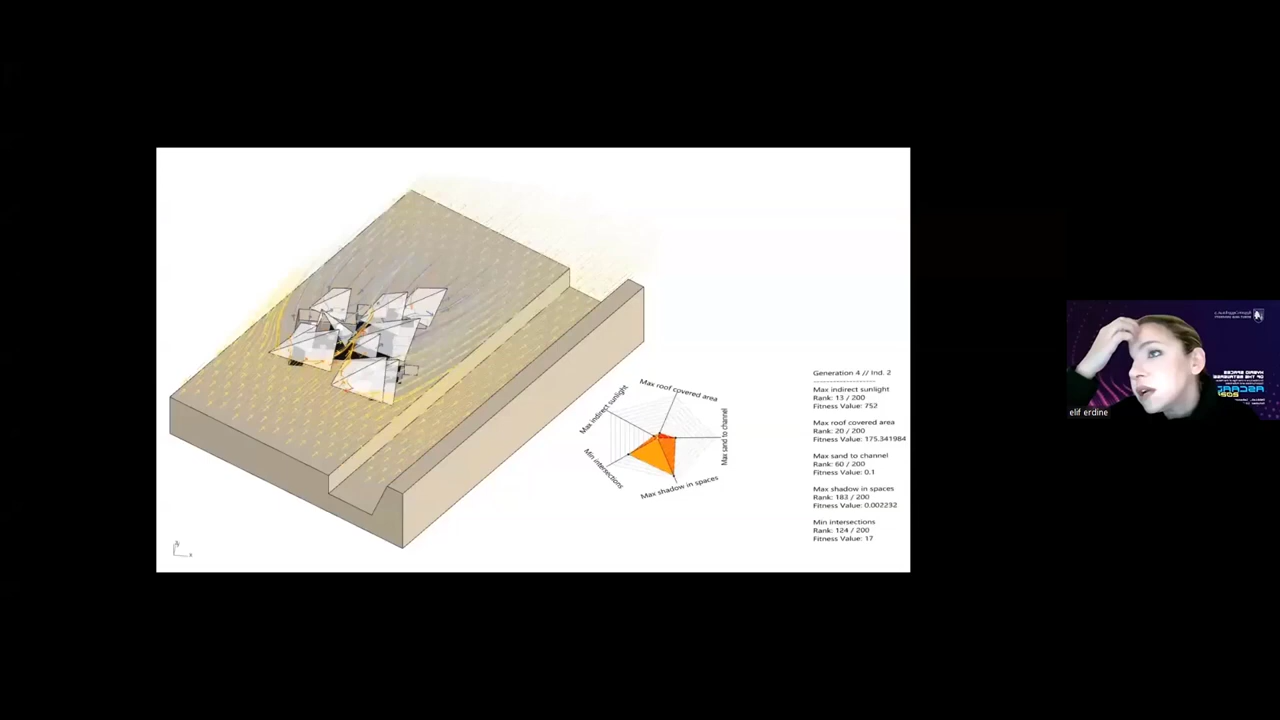 Max roof covered area
Max indirect sunlight
Max sand to channel
Min intersections
Max shadow in spaces
Generation 4 // Ind. 2
--------------------
Max indirect sunlight
Rank: 13 / 200
Fitness Value: 752
Max roof covered area
Rank: 20 / 200
Fitness Value: 175.341984
Max sand to channel
Rank: 60 / 200
Fitness Value: 0.1
Max shadow in spaces
Rank: 183 / 200
Fitness Value: 0.002232
Min intersections
Rank: 124 / 200
Fitness Value: 17
elif erdine